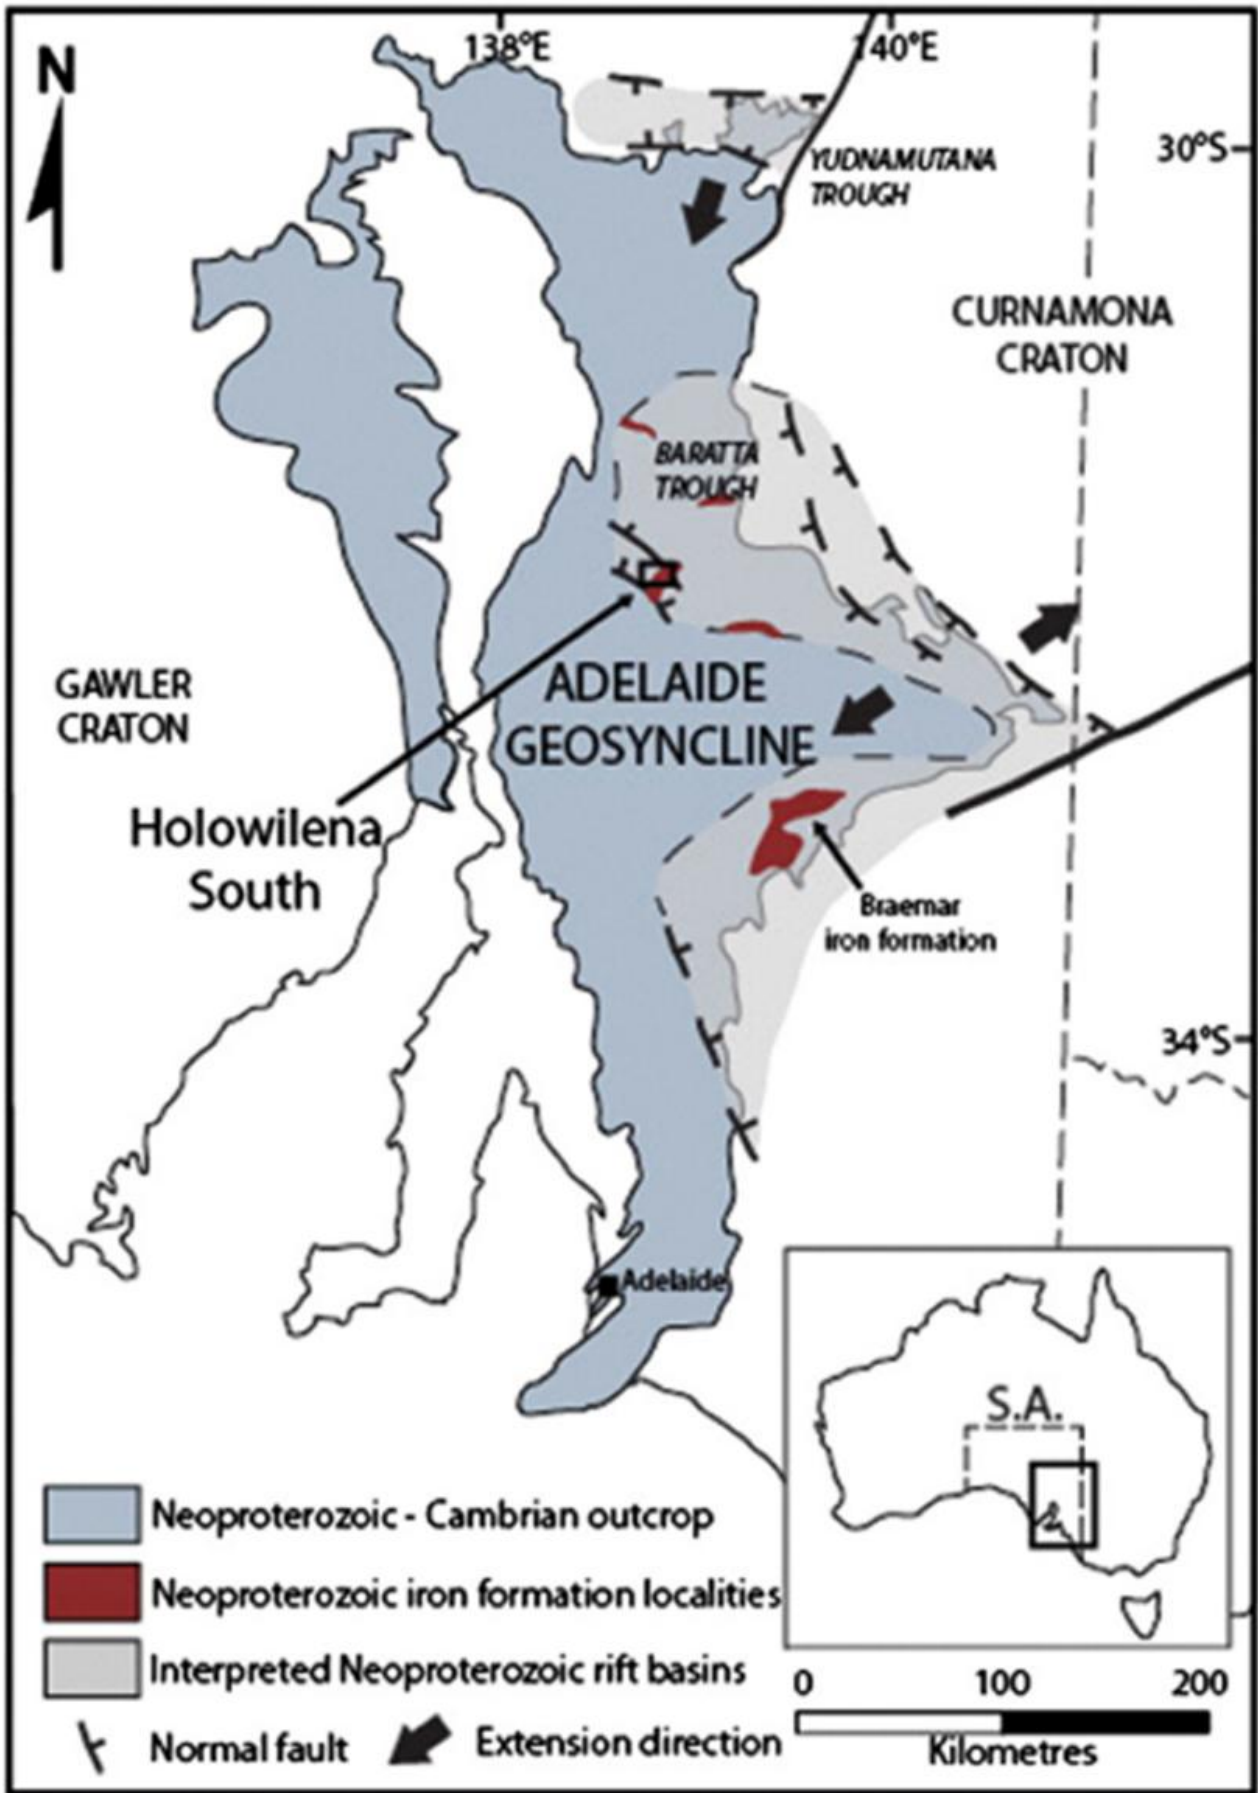 138°E
140°E
N
30°S
YUDNAMUTANA
TROUGH
CURNAMONA
CRATON
BARATTA
TROUGH
GAWLER
CRATON
ADELAIDE
GEOSYNCLINE
Holowilena
South
Braemar
iron formation
34°S
Adelaide
S.A.
Neoproterozoic - Cambrian outcrop
Neoproterozoic iron formation localities
Interpreted Neoproterozoic rift basins
Normal fault
Extension direction
0 100 200
Kilometres